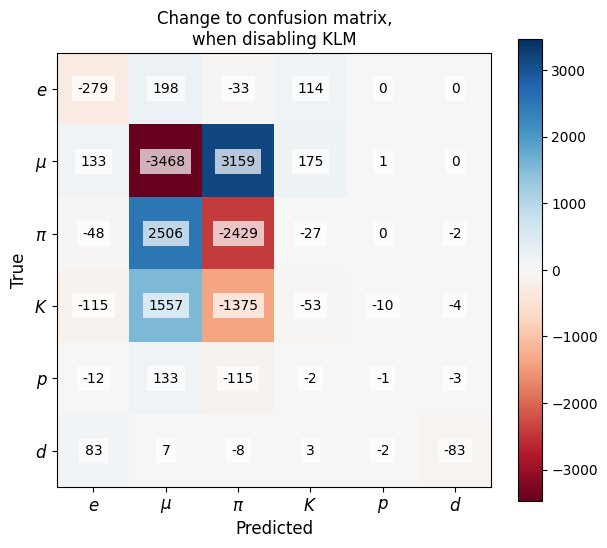 Change to confusion matrix,
when disabling KLM
e -279 198 -33 114 0 0
μ 133 -3468 3159 175 1 0
π -48 2506 -2429 -27 0 -2
K -115 1557 -1375 -53 -10 -4
p -12 133 -115 -2 -1 -3
d 83 7 -8 3 -2 -83
e μ π K p d
Predicted
True
3000
2000
1000
0
−1000
−2000
−3000